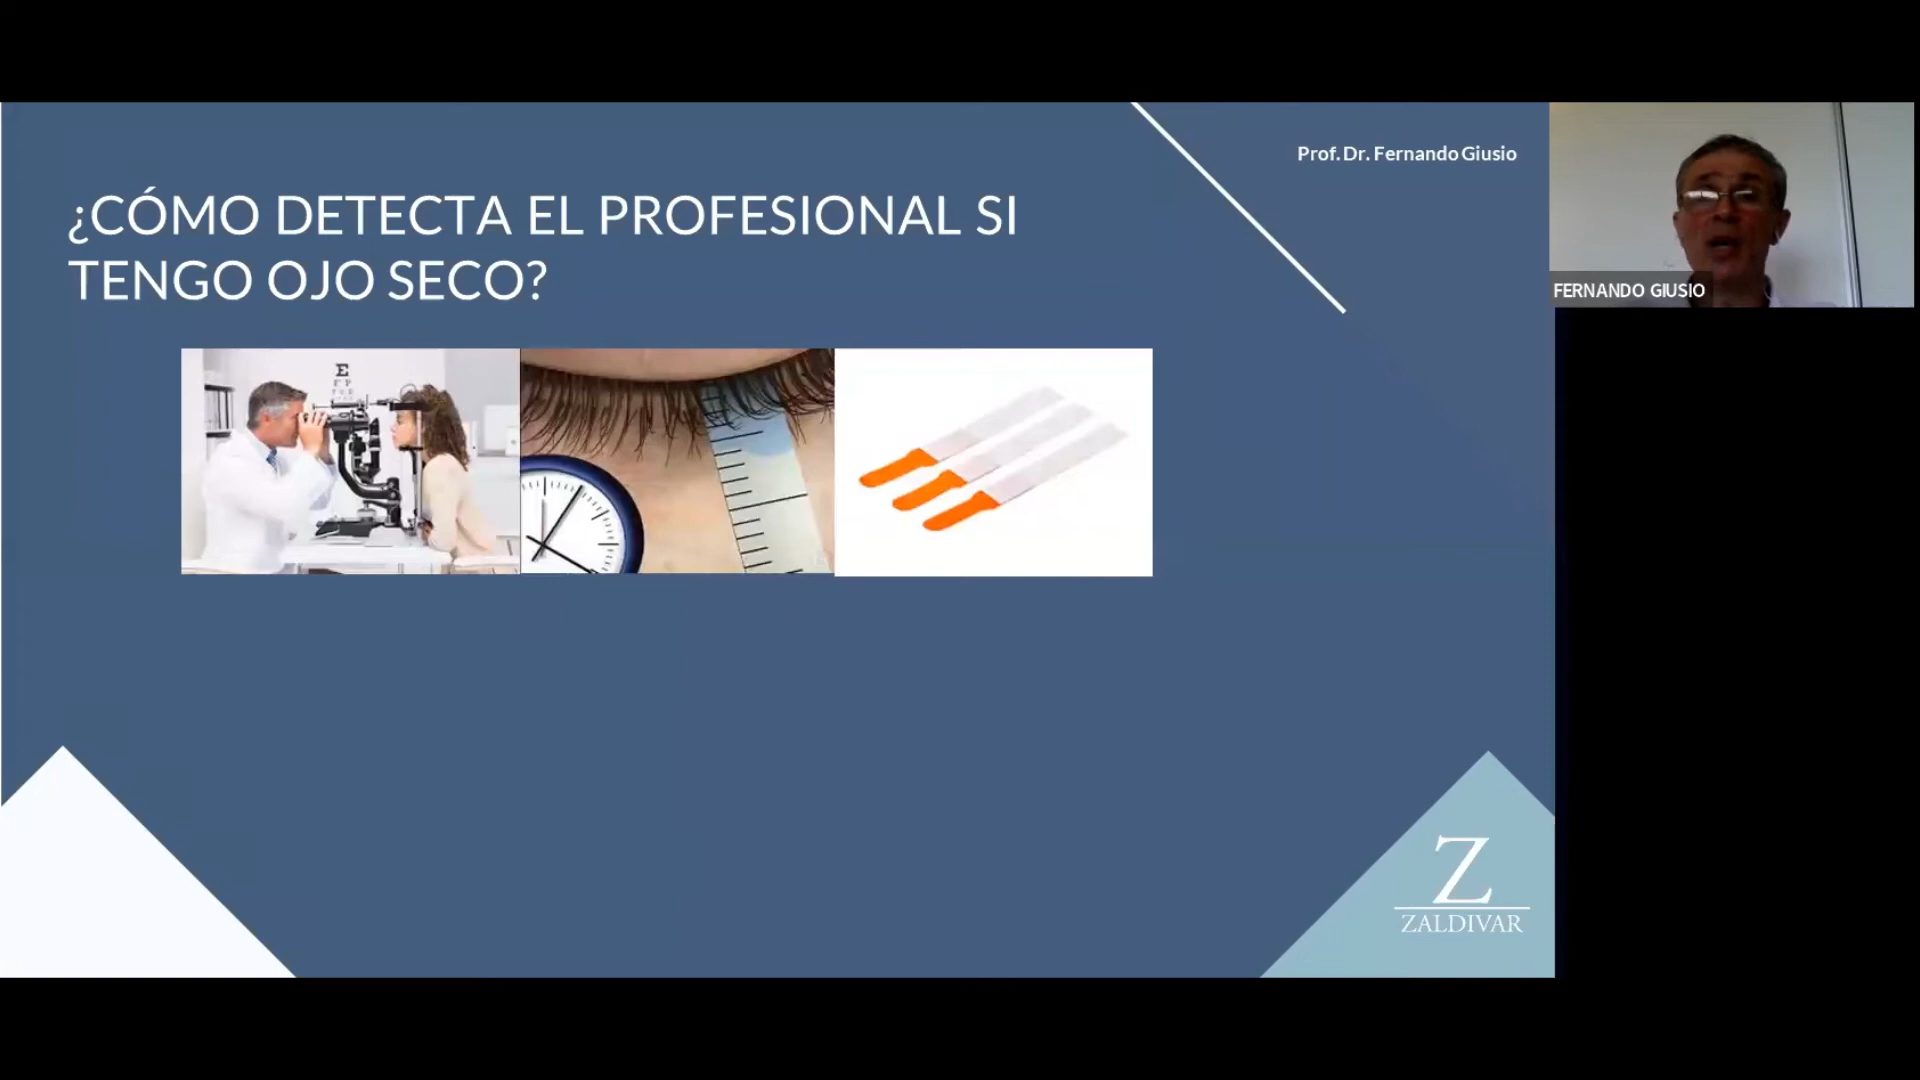 Prof. Dr. Fernando Giusio
¿CÓMO DETECTA EL PROFESIONAL SI
TENGO OJO SECO?
FERNANDO GIUSIO
E
F P
Z
ZALDIVAR